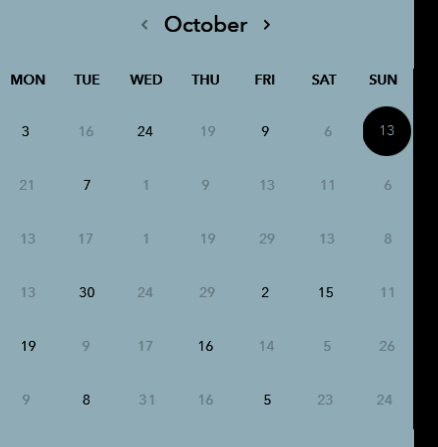 ‹ October ›
MON TUE WED THU FRI SAT SUN
3 16 24 19 9 6 13
21 7 1 9 13 11 6
13 17 1 19 29 13 8
13 30 24 29 2 15 11
19 9 17 16 14 5 26
9 8 31 16 5 23 24